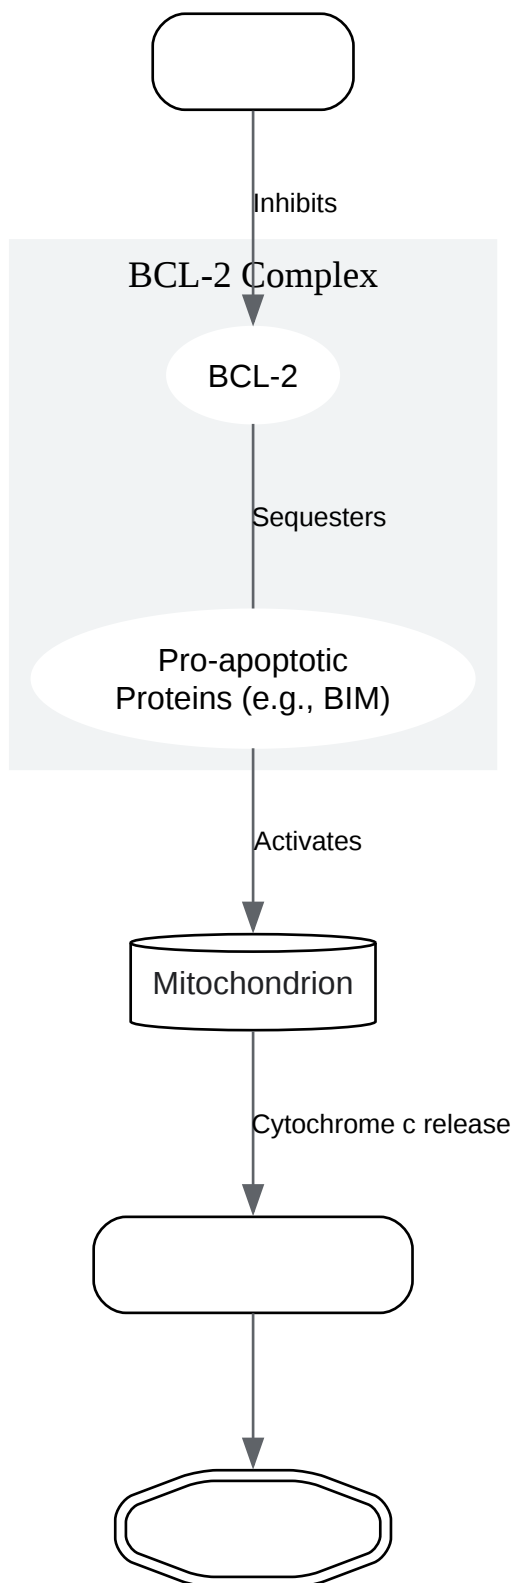 Inhibits
BCL-2 Complex
BCL-2
Sequesters
Pro-apoptotic
Proteins (e.g., BIM)
Activates
Mitochondrion
Cytochrome c release